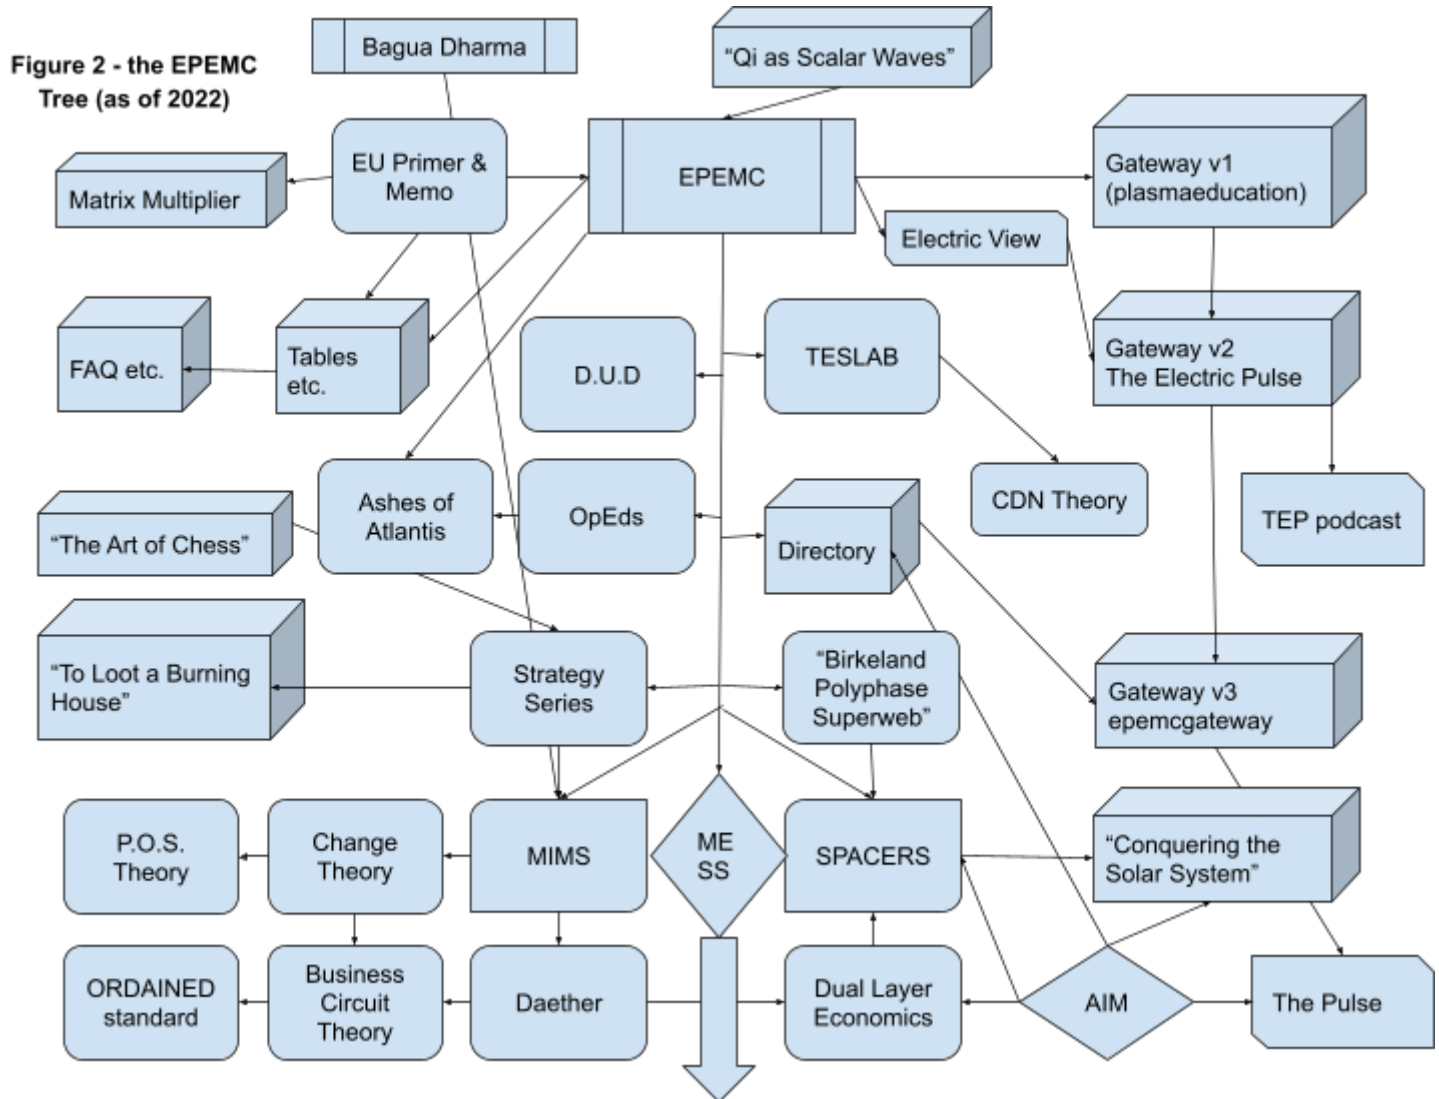 Figure 2 - the EPEMC
Tree (as of 2022)
Bagua Dharma
“Qi as Scalar Waves”
Matrix Multiplier
EU Primer &
Memo
EPEMC
Gateway v1
(plasmaeducation)
Electric View
FAQ etc.
Tables
etc.
D.U.D
TESLAB
Gateway v2
The Electric Pulse
“The Art of Chess”
Ashes of
Atlantis
OpEds
Directory
CDN Theory
TEP podcast
“To Loot a Burning
House”
Strategy
Series
“Birkeland
Polyphase
Superweb”
Gateway v3
epemcgateway
P.O.S.
Theory
Change
Theory
MIMS
ME
SS
SPACERS
“Conquering the
Solar System”
ORDAINED
standard
Business
Circuit
Theory
Daether
Dual Layer
Economics
AIM
The Pulse